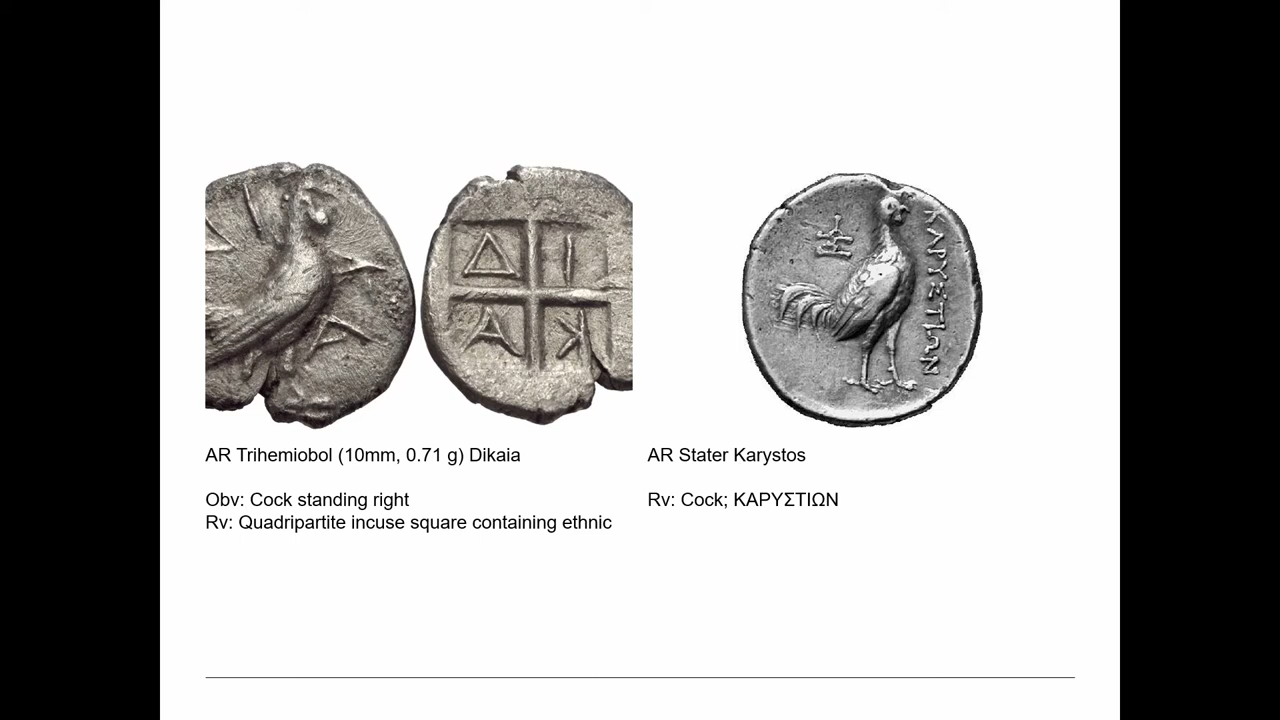 ΔΙ
ΑΚ
ΚΑΡΥΣΤΙΩΝ
AR Trihemiobol (10mm, 0.71 g) Dikaia
Obv: Cock standing right
Rv: Quadripartite incuse square containing ethnic
AR Stater Karystos
Rv: Cock; ΚΑΡΥΣΤΙΩΝ